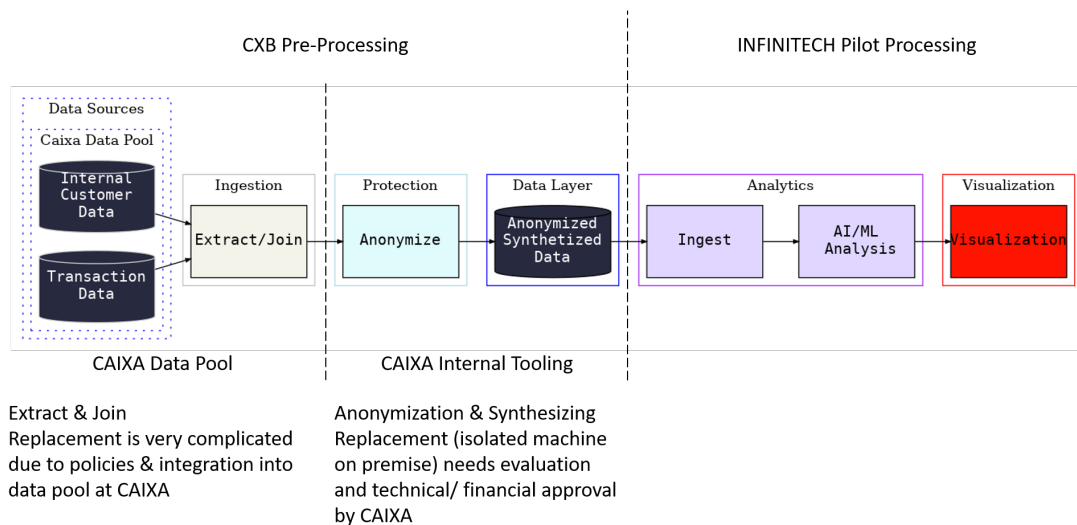 CXB Pre-Processing
INFINITECH Pilot Processing
Data Sources
Caixa Data Pool
Internal
Customer
Data
Transaction
Data
Ingestion
Extract/Join
Protection
Anonymize
Data Layer
Anonymized
Synthetized
Data
Analytics
Ingest
AI/ML
Analysis
Visualization
Visualization
CAIXA Data Pool
CAIXA Internal Tooling
Extract & Join
Replacement is very complicated
due to policies & integration into
data pool at CAIXA
Anonymization & Synthesizing
Replacement (isolated machine
on premise) needs evaluation
and technical/ financial approval
by CAIXA